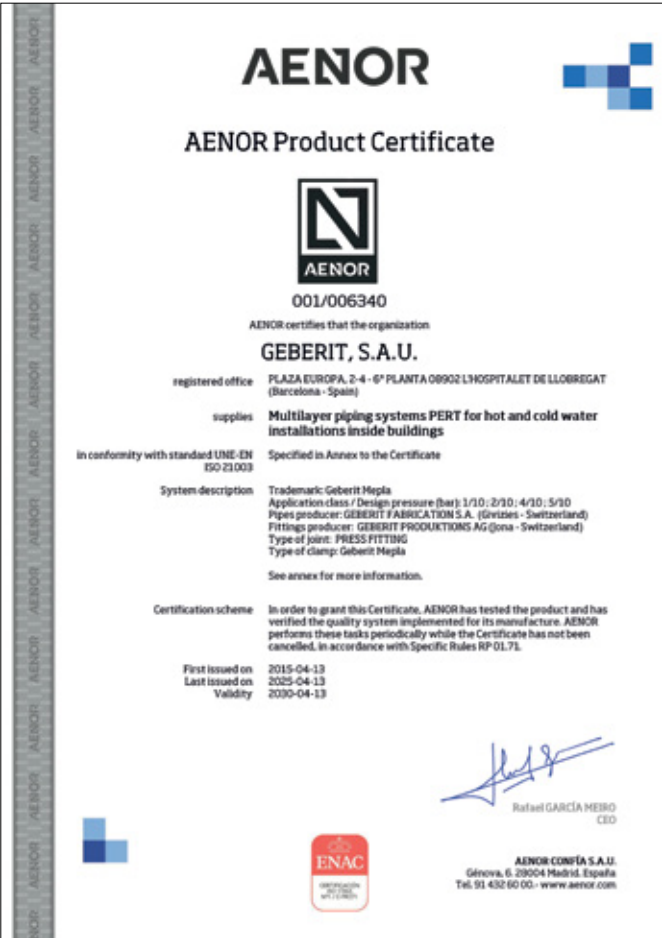 AENOR
AENOR Product Certificate
AENOR
001/006340
AENOR certifies that the organization
GEBERIT, S.A.U.
registered office PLAZA EUROPA, 2-4 - 6ª PLANTA 08902 L'HOSPITALET DE LLOBREGAT
(Barcelona - Spain)
supplies Multilayer piping systems PERT for hot and cold water
installations inside buildings
in conformity with standard UNE-EN Specified in Annex to the Certificate
ISO 21003
System description Trademark: Geberit Mepla
Application class / Design pressure (bar): 1/10 ; 2/10 ; 4/10 ; 5/10
Pipes producer: GEBERIT FABRICATION S.A. (Givizies - Switzerland)
Fittings producer: GEBERIT PRODUKTIONS AG (Jona - Switzerland)
Type of joint: PRESS FITTING
Type of clamp: Geberit Mepla
See annex for more information.
Certification scheme In order to grant this Certificate, AENOR has tested the product and has
verified the quality system implemented for its manufacture. AENOR
performs these tasks periodically while the Certificate has not been
cancelled, in accordance with Specific Rules RP 01.71.
First issued on 2015-04-13
Last issued on 2025-04-13
Validity 2030-04-13
Rafael GARCÍA MEIRO
CEO
ENAC
CERTIFICACIÓN
AENOR CONFÍA S.A.U.
Génova, 6. 28004 Madrid. España
Tel. 91 432 60 00.- www.aenor.com